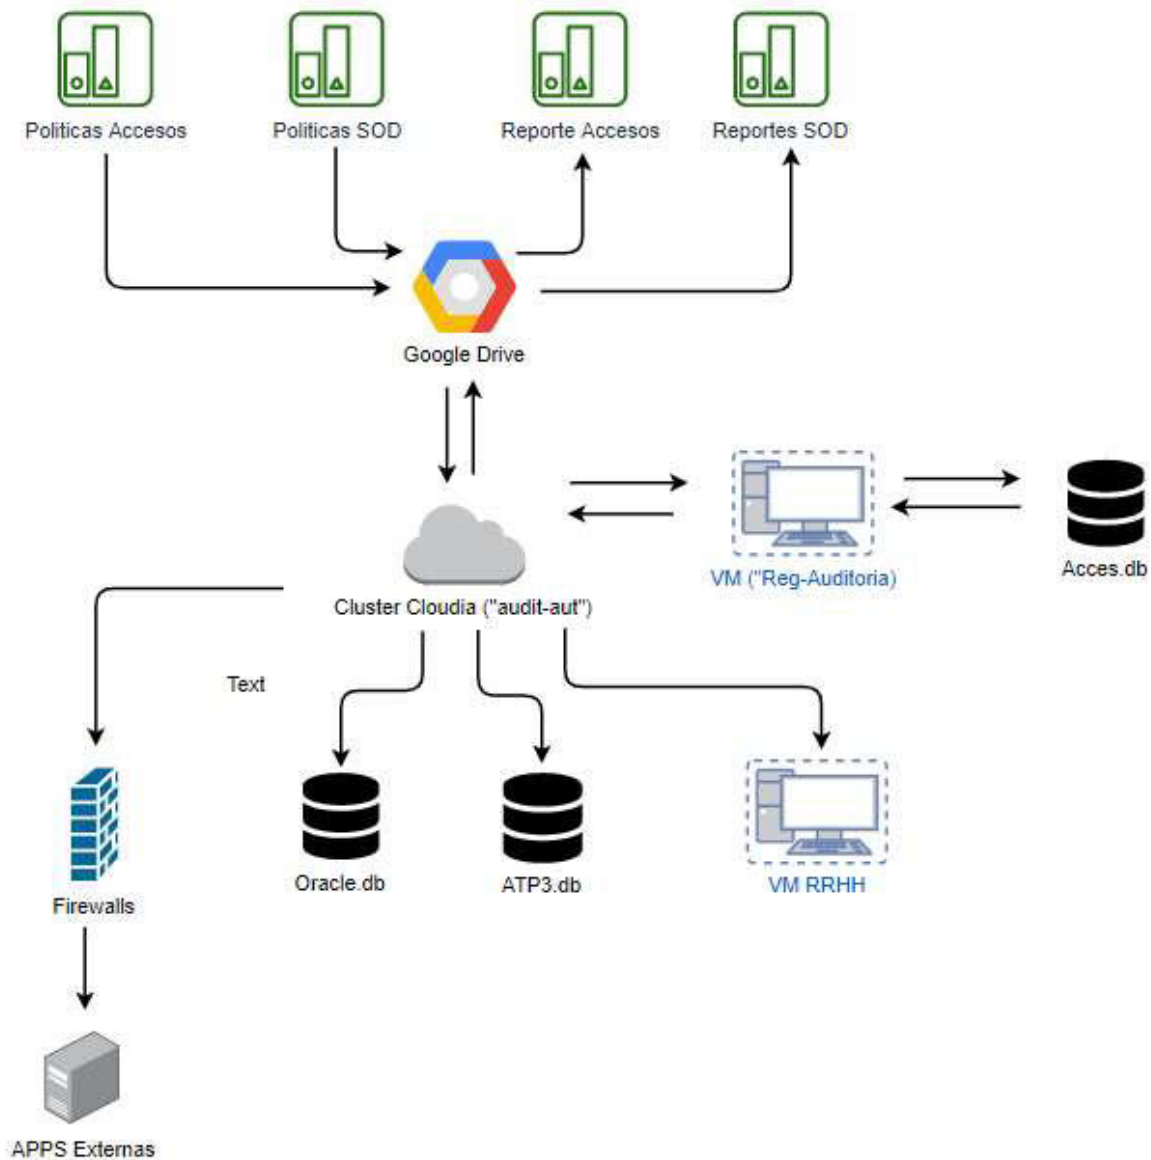 Politicas Accesos
Politicas SOD
Reporte Accesos
Reportes SOD
Google Drive
VM ("Reg-Auditoria)
Acces.db
Cluster Cloudia ("audit-aut")
Text
Oracle.db
ATP3.db
VM RRHH
Firewalls
APPS Externas